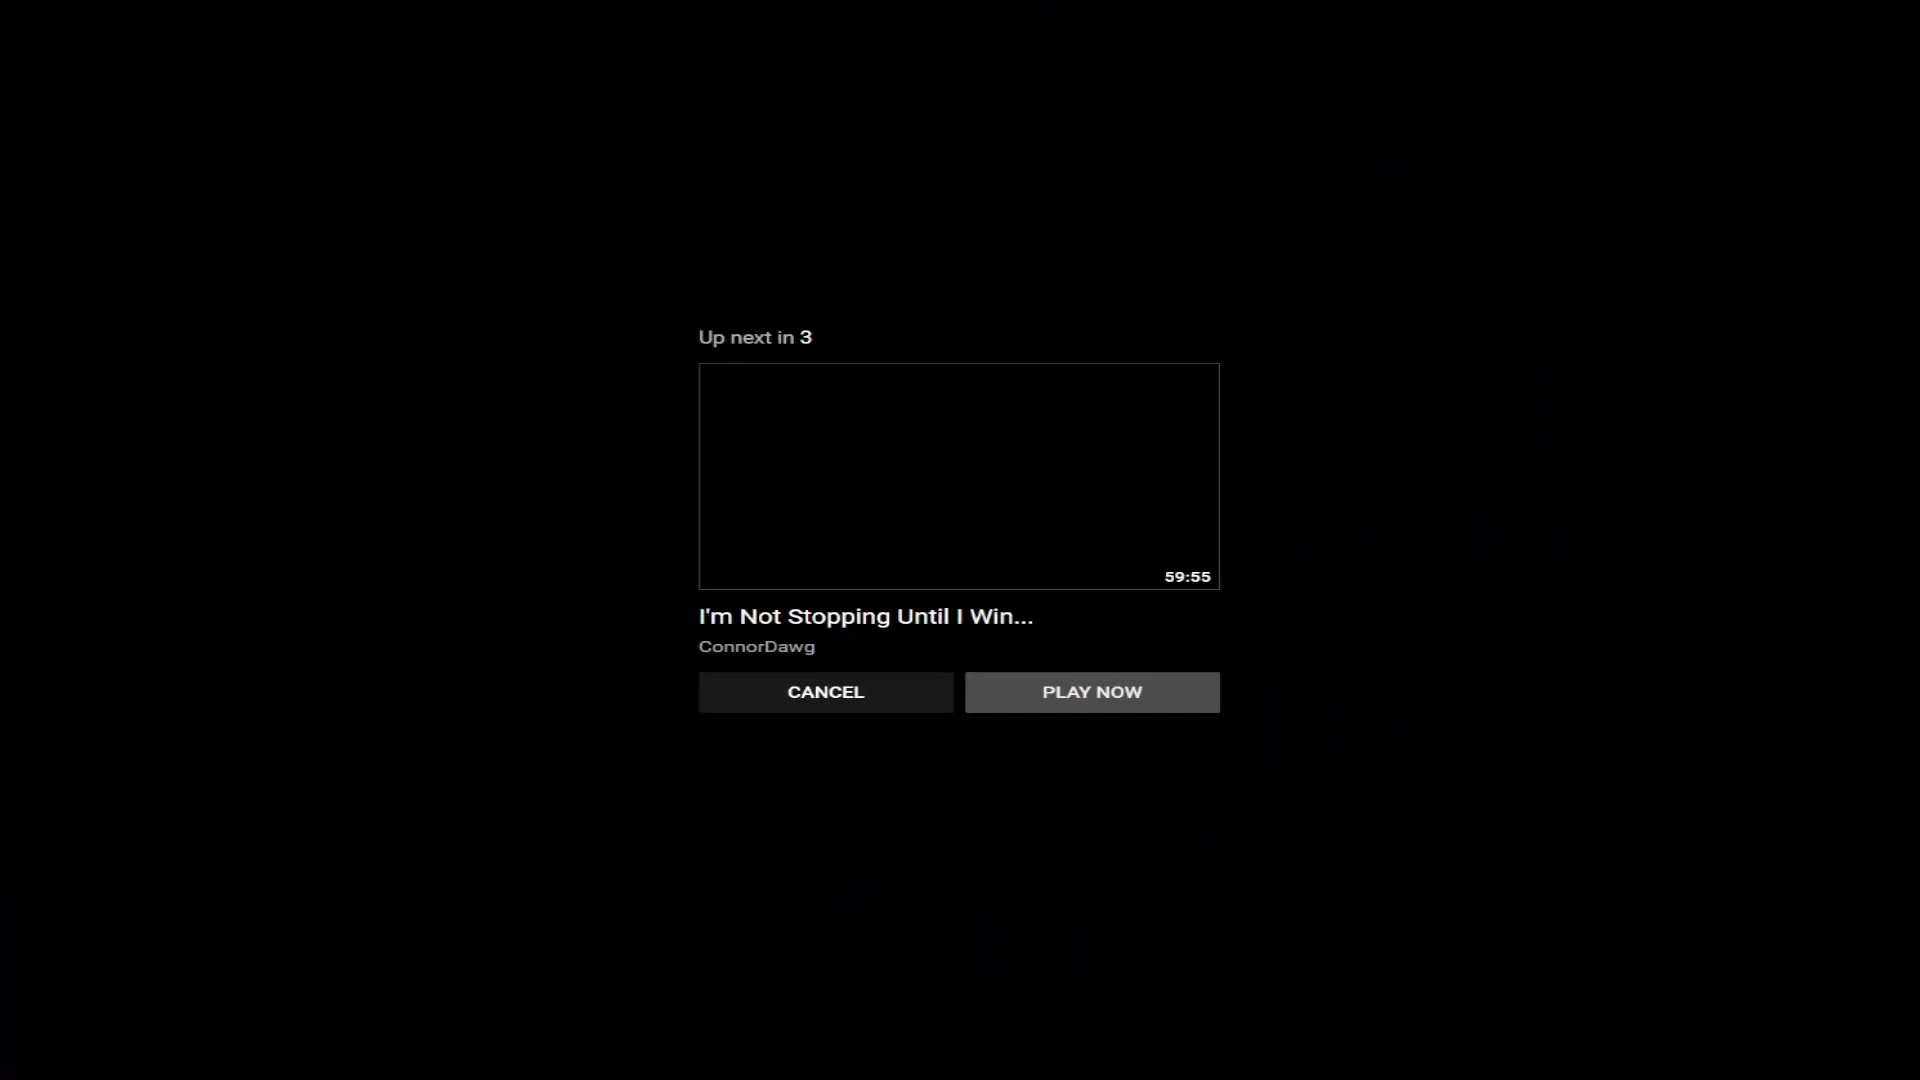 Up next in 3
59:55
I'm Not Stopping Until I Win...
ConnorDawg
CANCEL
PLAY NOW